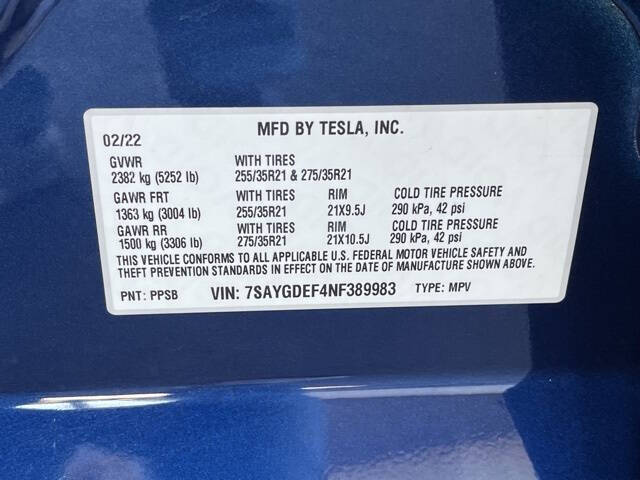 02/22 MFD BY TESLA, INC.
GVWR WITH TIRES
2382 kg (5252 lb) 255/35R21 & 275/35R21
GAWR FRT WITH TIRES RIM COLD TIRE PRESSURE
1363 kg (3004 lb) 255/35R21 21X9.5J 290 kPa, 42 psi
GAWR RR WITH TIRES RIM COLD TIRE PRESSURE
1500 kg (3306 lb) 275/35R21 21X10.5J 290 kPa, 42 psi
THIS VEHICLE CONFORMS TO ALL APPLICABLE U.S. FEDERAL MOTOR VEHICLE SAFETY AND
THEFT PREVENTION STANDARDS IN EFFECT ON THE DATE OF MANUFACTURE SHOWN ABOVE.
PNT: PPSB VIN: 7SAYGDEF4NF389983 TYPE: MPV